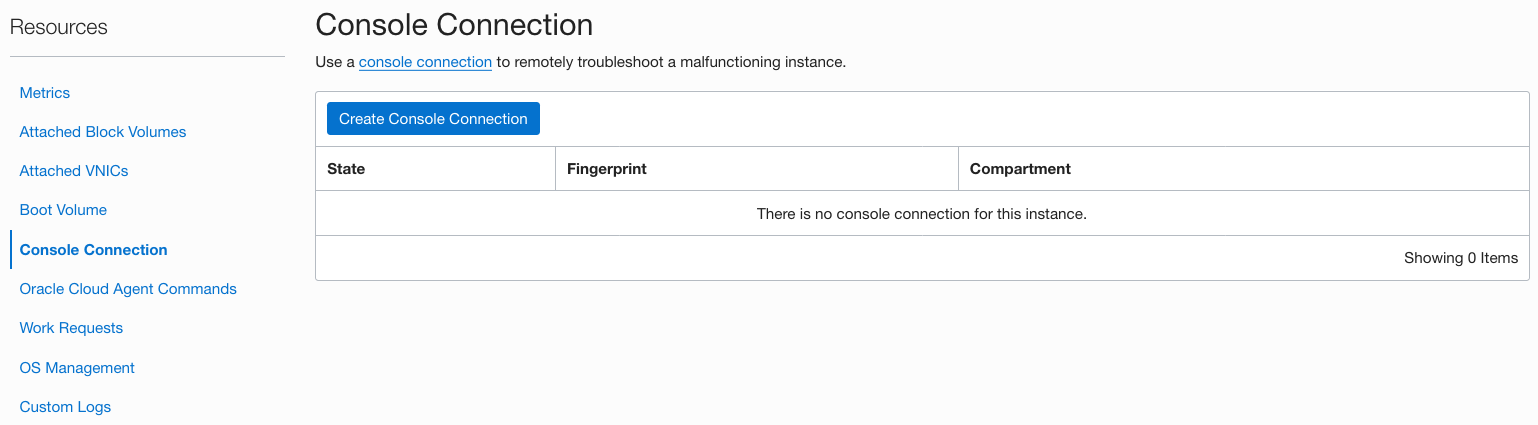 Resources
Metrics
Attached Block Volumes
Attached VNICs
Boot Volume
Console Connection
Oracle Cloud Agent Commands
Work Requests
OS Management
Custom Logs
Console Connection
Use a console connection to remotely troubleshoot a malfunctioning instance.
Create Console Connection
State Fingerprint Compartment
There is no console connection for this instance.
Showing 0 Items